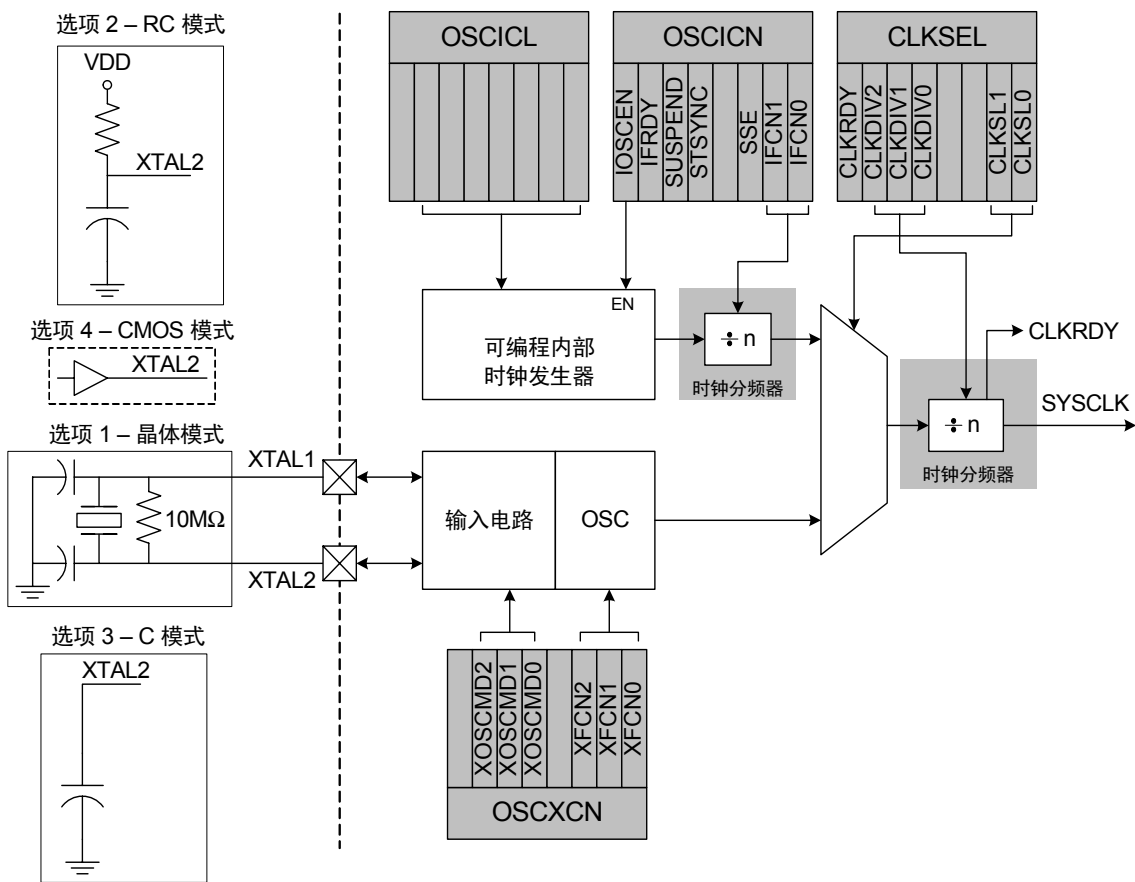 选项 2 – RC 模式
VDD
XTAL2
选项 4 – CMOS 模式
XTAL2
选项 1 – 晶体模式
10MΩ
XTAL1
XTAL2
选项 3 – C 模式
XTAL2
OSCICL
OSCICN
IOSCEN
IFRDY
SUSPEND
STSYNC
SSE
IFCN1
IFCN0
CLKSEL
CLKRDY
CLKDIV2
CLKDIV1
CLKDIV0
CLKSL1
CLKSL0
EN
可编程内部
时钟发生器
÷ n
时钟分频器
CLKRDY
SYSCLK
÷ n
时钟分频器
输入电路
OSC
XOSCMD2
XOSCMD1
XOSCMD0
XFCN2
XFCN1
XFCN0
OSCXCN